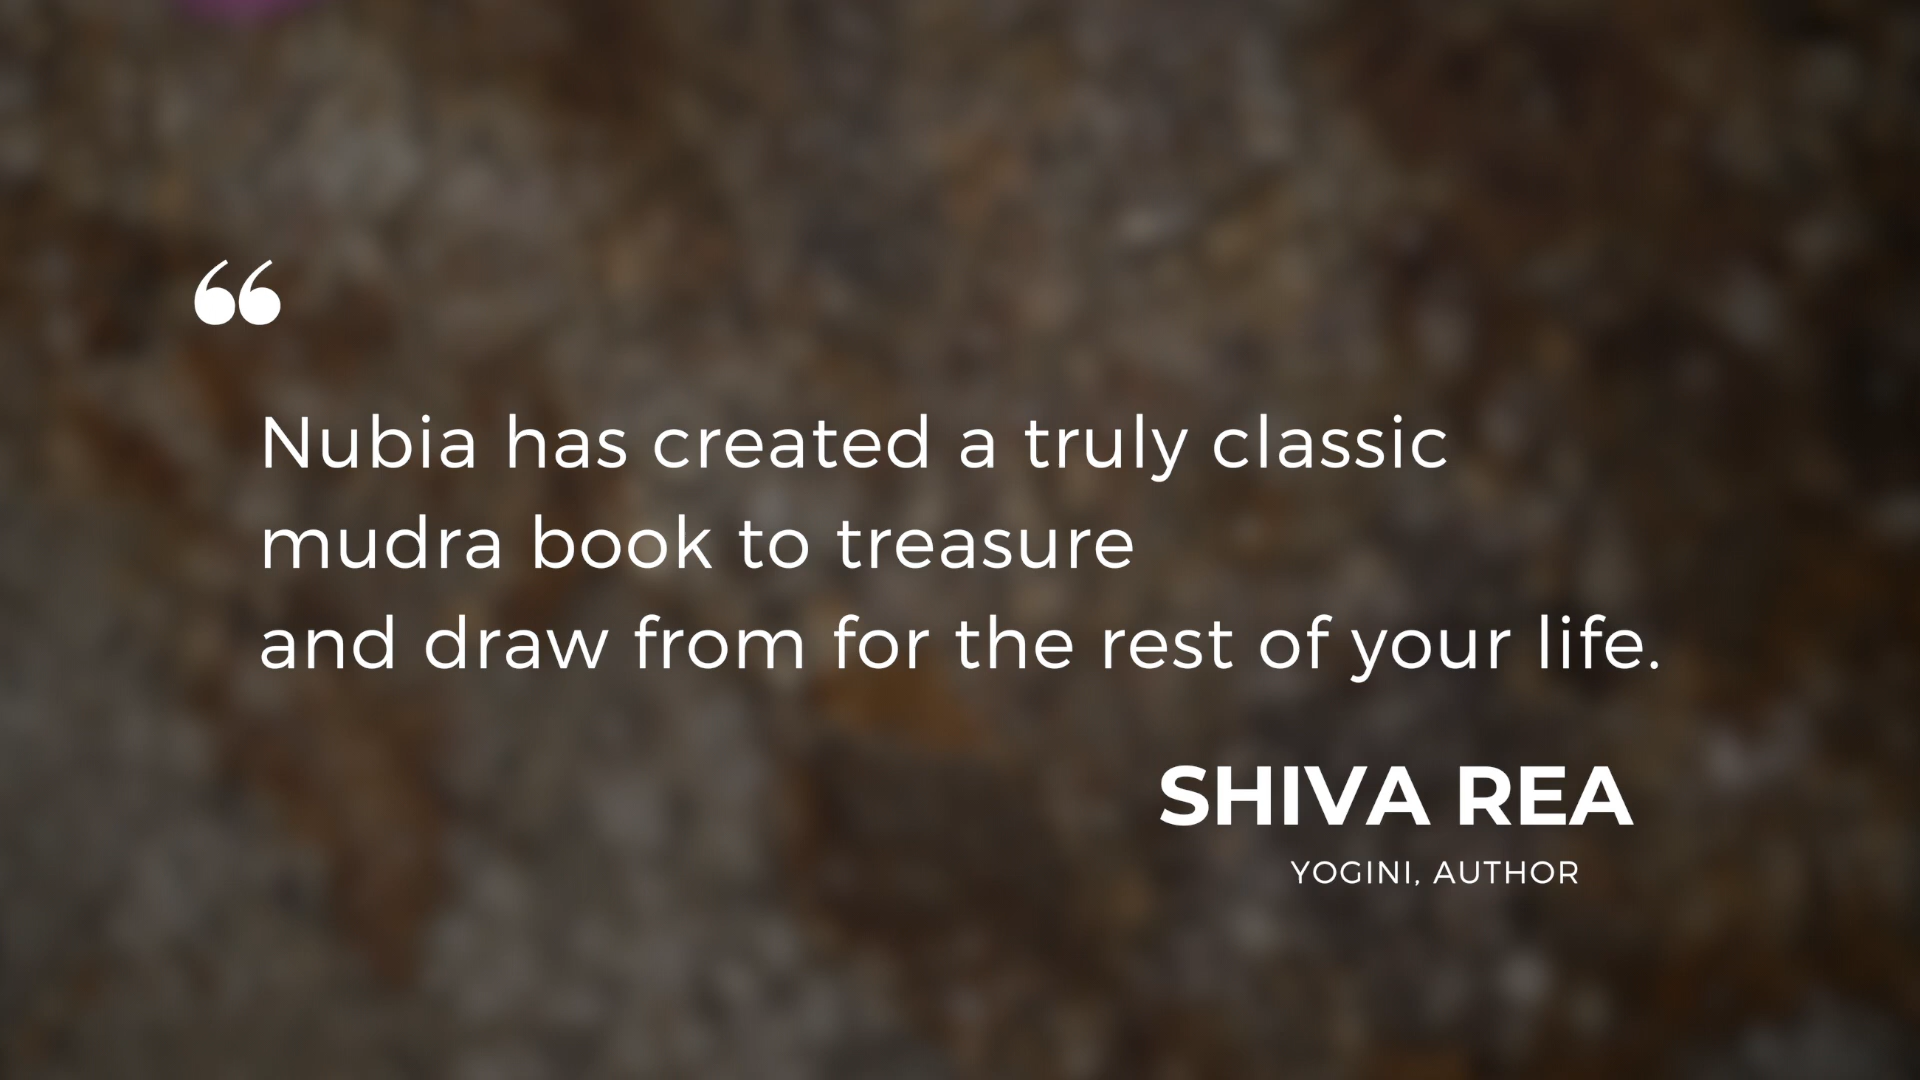 “
Nubia has created a truly classic
mudra book to treasure
and draw from for the rest of your life.
SHIVA REA
YOGINI, AUTHOR